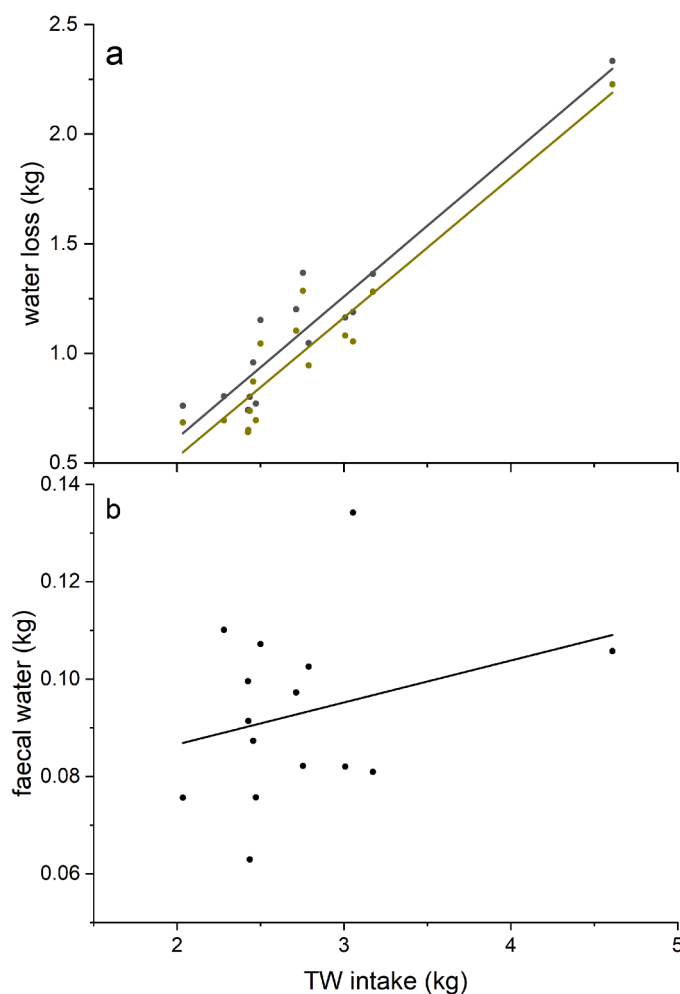 a
2.5
2.0
1.5
1.0
0.5
water loss (kg)
b
0.14
0.12
0.10
0.08
0.06
faecal water (kg)
2 3 4 5
TW intake (kg)